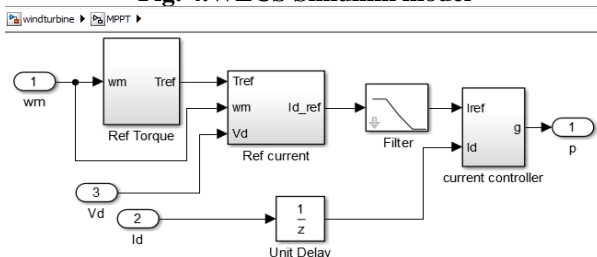 Fig. 4.WECS Simulink model
windturbine ▶ MPPT ▶
1
wm
wm Tref
Ref Torque
Tref
wm
Vd
Id_ref
Ref current
Filter
Iref
Id
g
current controller
1
p
3
Vd
2
Id
1
z
Unit Delay